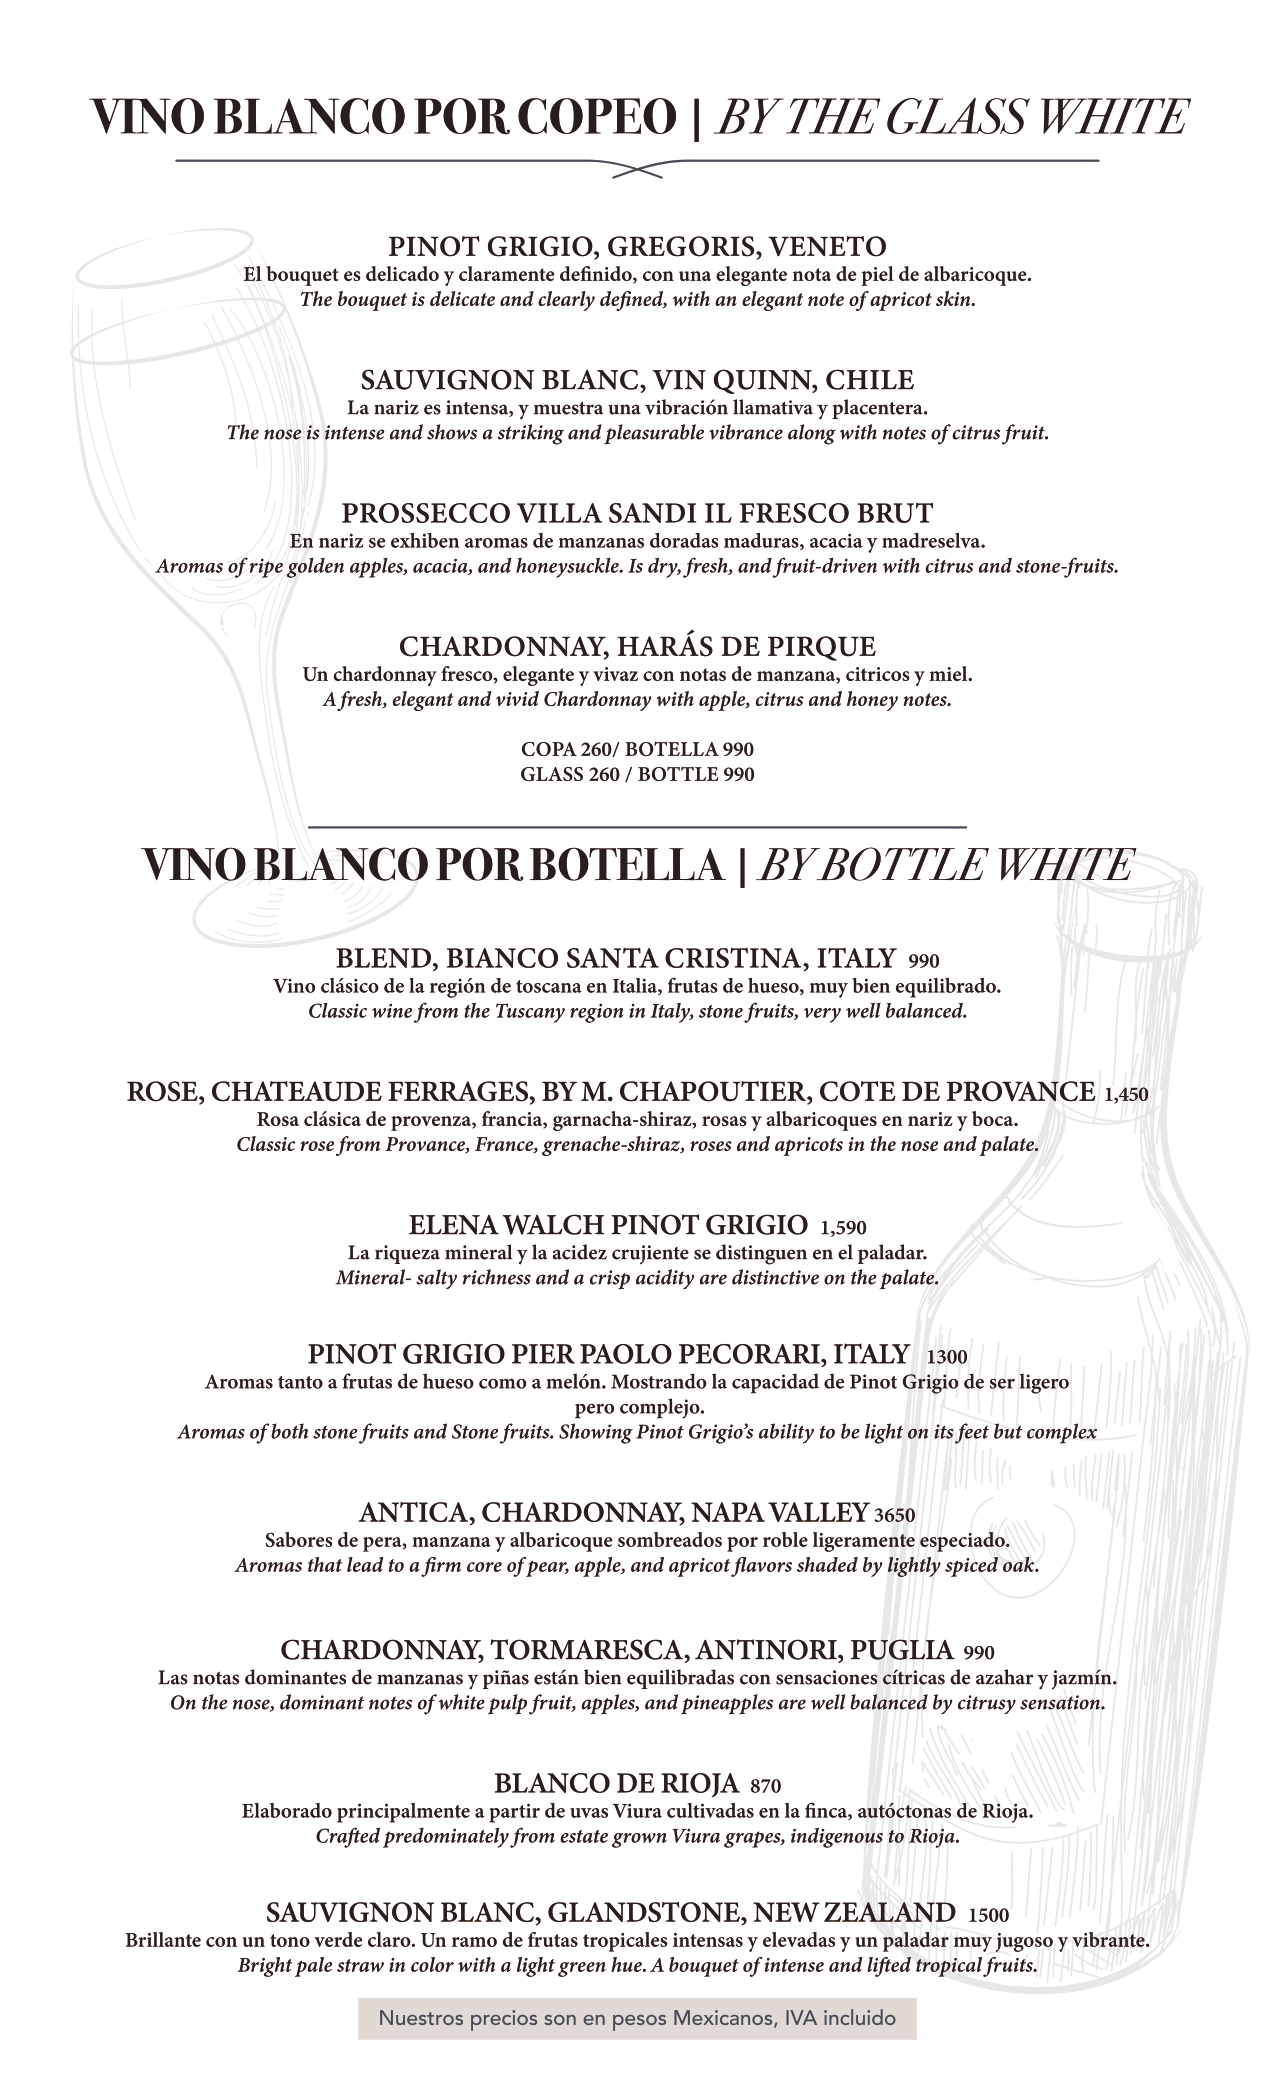 VINO BLANCO POR COPEO | BY THE GLASS WHITE
PINOT GRIGIO, GREGORIS, VENETO
El bouquet es delicado y claramente definido, con una elegante nota de piel de albaricoque.
The bouquet is delicate and clearly defined, with an elegant note of apricot skin.
SAUVIGNON BLANC, VIN QUINN, CHILE
La nariz es intensa, y muestra una vibración llamativa y placentera.
The nose is intense and shows a striking and pleasurable vibrance along with notes of citrus fruit.
PROSSECCO VILLA SANDI IL FRESCO BRUT
En nariz se exhiben aromas de manzanas doradas maduras, acacia y madreselva.
Aromas of ripe golden apples, acacia, and honeysuckle. Is dry, fresh, and fruit-driven with citrus and stone-fruits.
CHARDONNAY, HARÁS DE PIRQUE
Un chardonnay fresco, elegante y vivaz con notas de manzana, citricos y miel.
A fresh, elegant and vivid Chardonnay with apple, citrus and honey notes.
COPA 260/ BOTELLA 990
GLASS 260 / BOTTLE 990
VINO BLANCO POR BOTELLA | BY BOTTLE WHITE
BLEND, BIANCO SANTA CRISTINA, ITALY 990
Vino clásico de la región de toscana en Italia, frutas de hueso, muy bien equilibrado.
Classic wine from the Tuscany region in Italy, stone fruits, very well balanced.
ROSE, CHATEAUDE FERRAGES, BY M. CHAPOUTIER, COTE DE PROVANCE 1,450
Rosa clásica de provenza, francia, garnacha-shiraz, rosas y albaricoques en nariz y boca.
Classic rose from Provance, France, grenache-shiraz, roses and apricots in the nose and palate.
ELENA WALCH PINOT GRIGIO 1,590
La riqueza mineral y la acidez crujiente se distinguen en el paladar.
Mineral- salty richness and a crisp acidity are distinctive on the palate.
PINOT GRIGIO PIER PAOLO PECORARI, ITALY 1300
Aromas tanto a frutas de hueso como a melón. Mostrando la capacidad de Pinot Grigio de ser ligero
pero complejo.
Aromas of both stone fruits and Stone fruits. Showing Pinot Grigio's ability to be light on its feet but complex
ANTICA, CHARDONNAY, NAPA VALLEY 3650
Sabores de pera, manzana y albaricoque sombreados por roble ligeramente especiado.
Aromas that lead to a firm core of pear, apple, and apricot flavors shaded by lightly spiced oak.
CHARDONNAY, TORMARESCA, ANTINORI, PUGLIA 990
Las notas dominantes de manzanas y piñas están bien equilibradas con sensaciones cítricas de azahar y jazmín.
On the nose, dominant notes of white pulp fruit, apples, and pineapples are well balanced by citrusy sensation.
BLANCO DE RIOJA 870
Elaborado principalmente a partir de uvas Viura cultivadas en la finca, autóctonas de Rioja.
Crafted predominately from estate grown Viura grapes, indigenous to Rioja.
SAUVIGNON BLANC, GLANDSTONE, NEW ZEALAND 1500
Brillante con un tono verde claro. Un ramo de frutas tropicales intensas y elevadas y un paladar muy jugoso y vibrante.
Bright pale straw in color with a light green hue. A bouquet of intense and lifted tropical fruits.
Nuestros precios son en pesos Mexicanos, IVA incluido